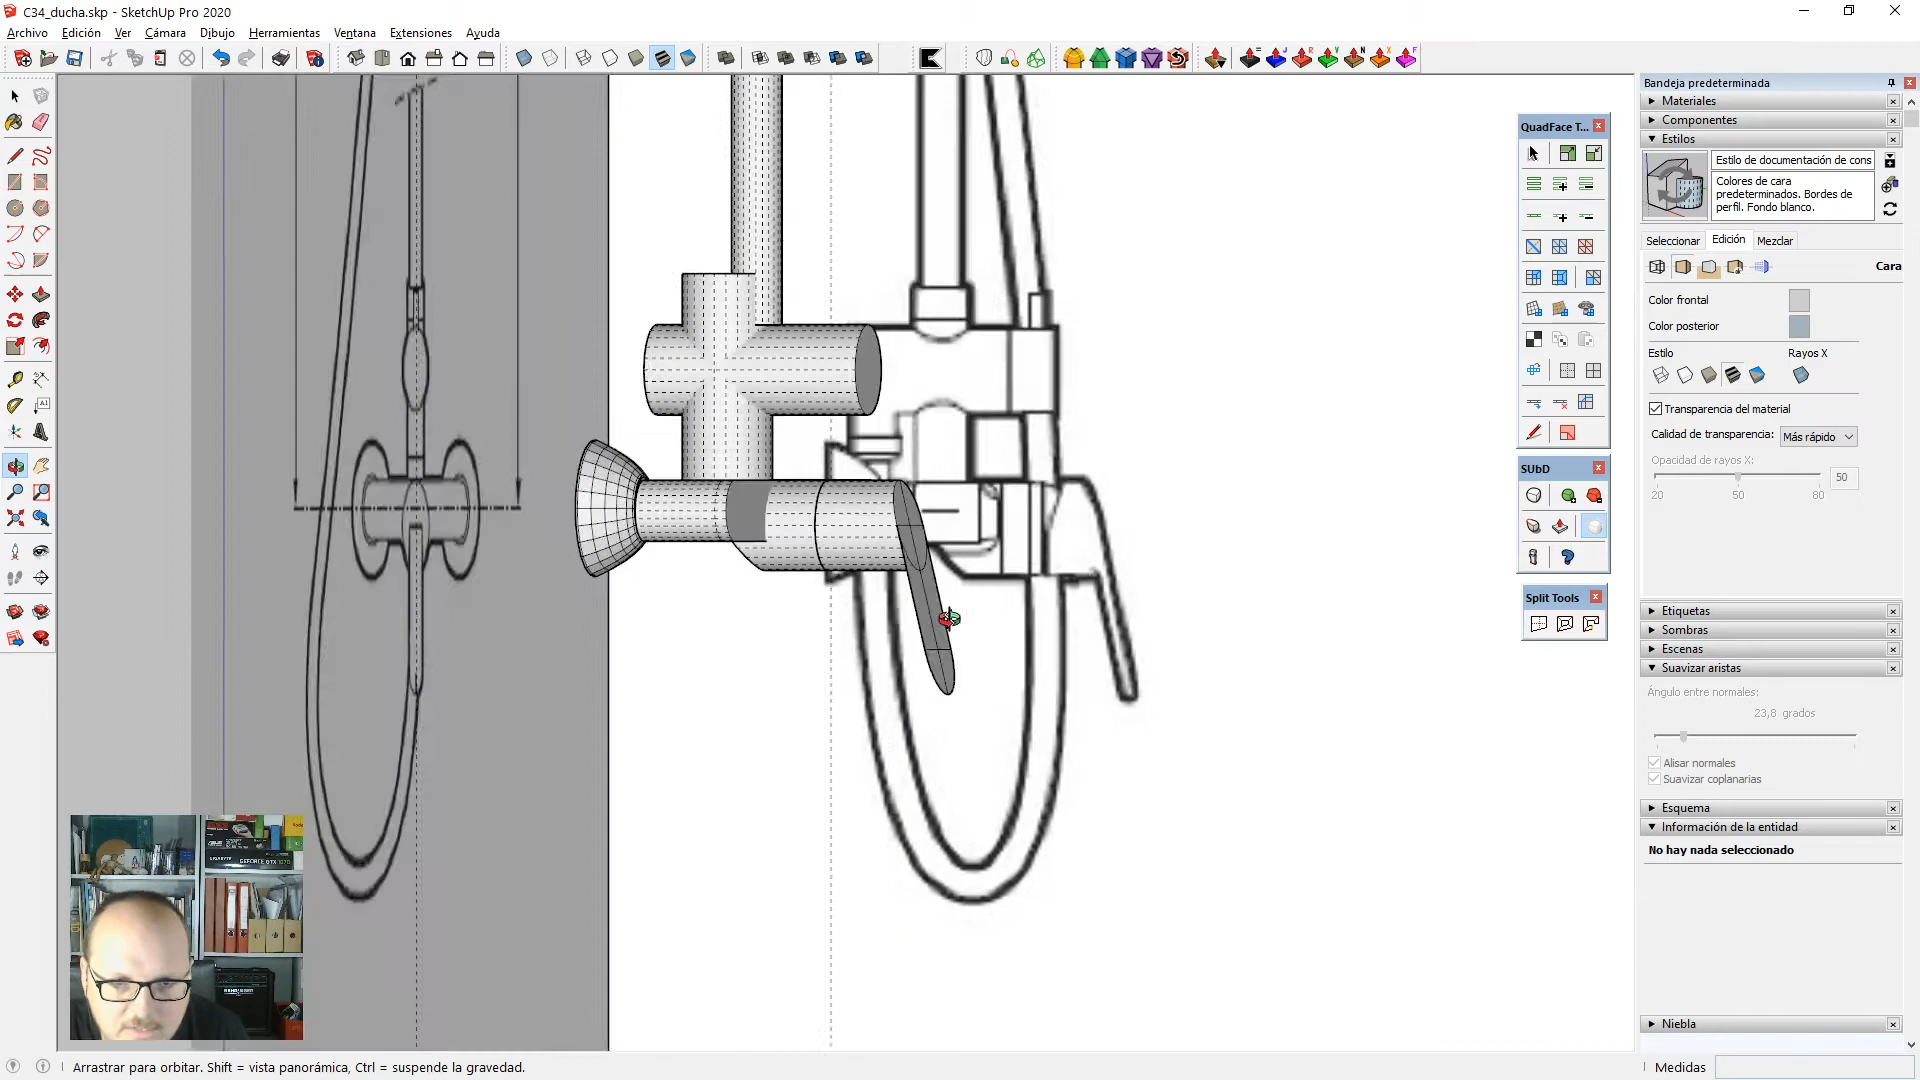 C34_ducha.skp - SketchUp Pro 2020
Archivo Edición Ver Cámara Dibujo Herramientas Ventana Extensiones Ayuda
Bandeja predeterminada
Materiales
Componentes
Estilos
Estilo de documentación de cons
Colores de cara
predeterminados. Bordes de
perfil. Fondo blanco.
Seleccionar Edición Mezclar
Cara
Color frontal
Color posterior
Estilo Rayos X
Transparencia del material
Calidad de transparencia: Más rápido
Opacidad de rayos X: 50
20 50 80
Etiquetas
Sombras
Escenas
Suavizar aristas
Ángulo entre normales:
23,8 grados
Alisar normales
Suavizar coplanarias
Esquema
Información de la entidad
No hay nada seleccionado
Niebla
QuadFace T...
SUbD
Split Tools
Arrastrar para orbitar. Shift = vista panorámica, Ctrl = suspende la gravedad.
Medidas